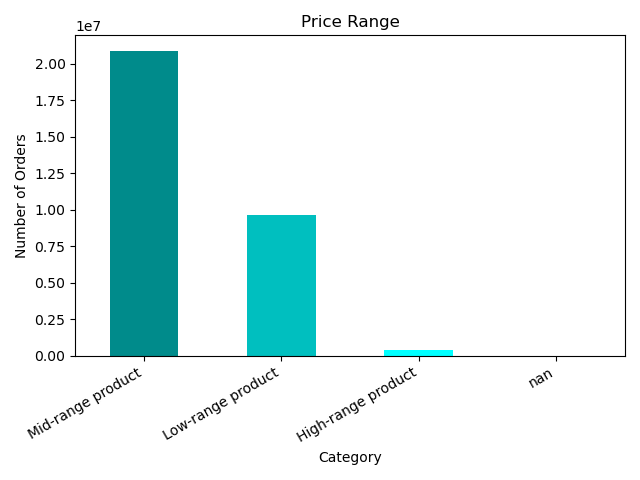 Price Range
1e7
2.00
1.75
1.50
1.25
1.00
0.75
0.50
0.25
0.00
Number of Orders
Mid-range product
Low-range product
High-range product
nan
Category